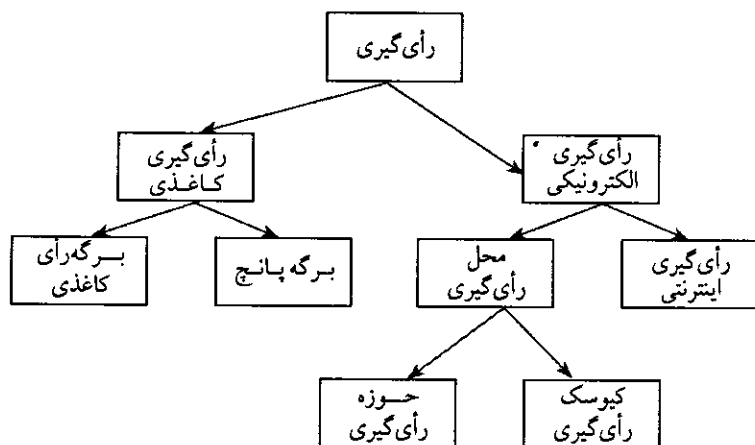 رأی‌گیری
رأی‌گیری
کاغذی
رأی‌گیری
الکترونیکی
برگه‌رأی
کاغذی
برگه پانچ
محل
رأی‌گیری
رأی‌گیری
اینترنتی
حوزه
رأی‌گیری
کیوسک
رأی‌گیری